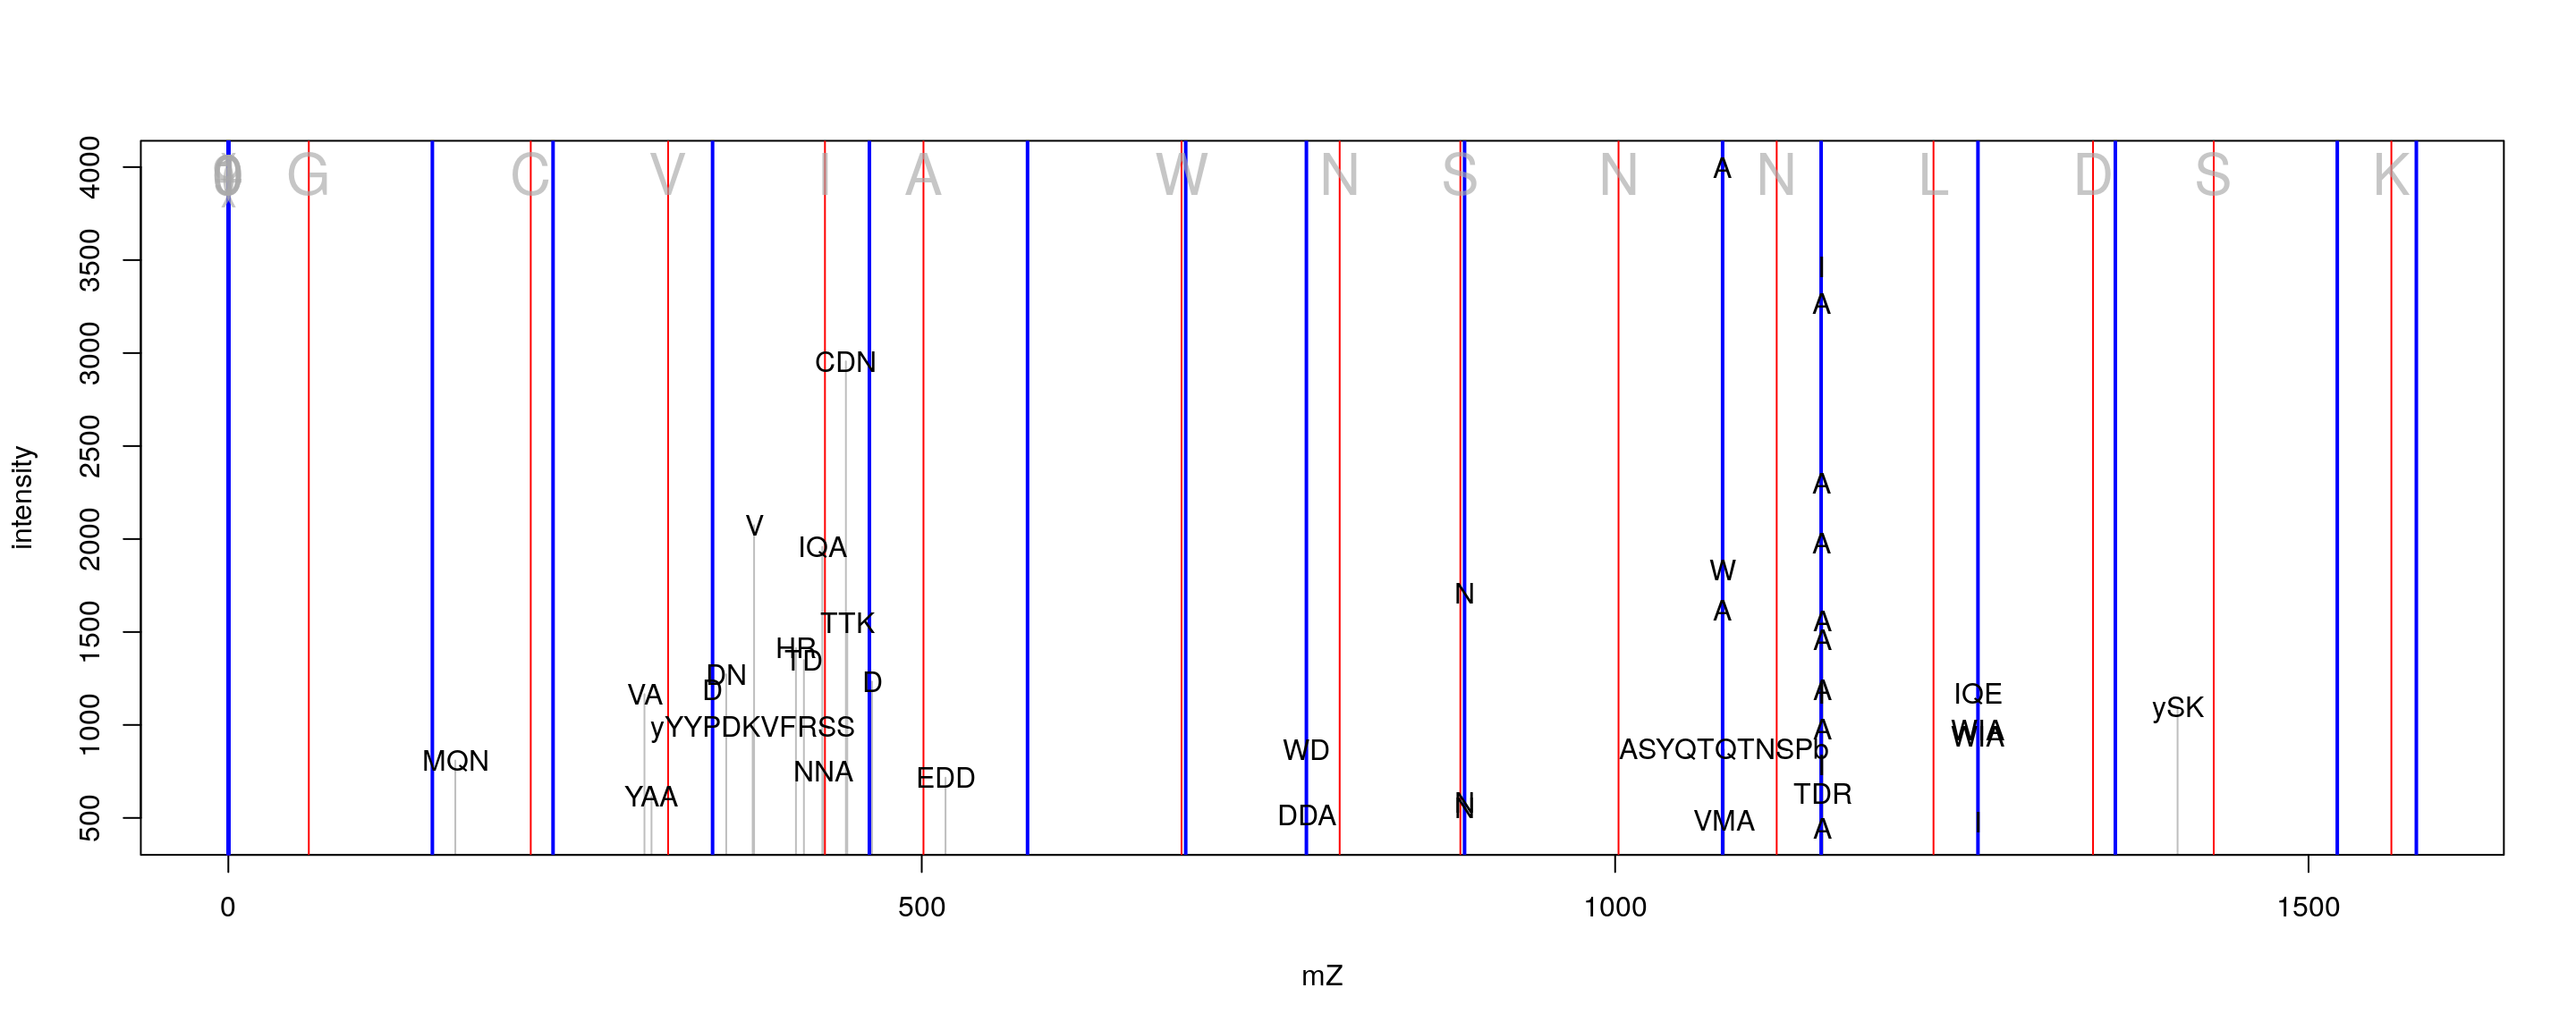 G C V I A W N S N N L D S K
A
I
A
CDN
A
V
IQA
A
W
N
A
TTK
A
HR
A
TD
DN
D
D
VA
A
IQE
ySK
yYYPDKVFRSS
A
WIA
MQN
WD
ASYQTQTNSPb
I
NNA
EDD
YAA
TDR
N
N
DDA
VMA
I
A
4000
3500
3000
2500
2000
1500
1000
500
intensity
0 500 1000 1500
mZ